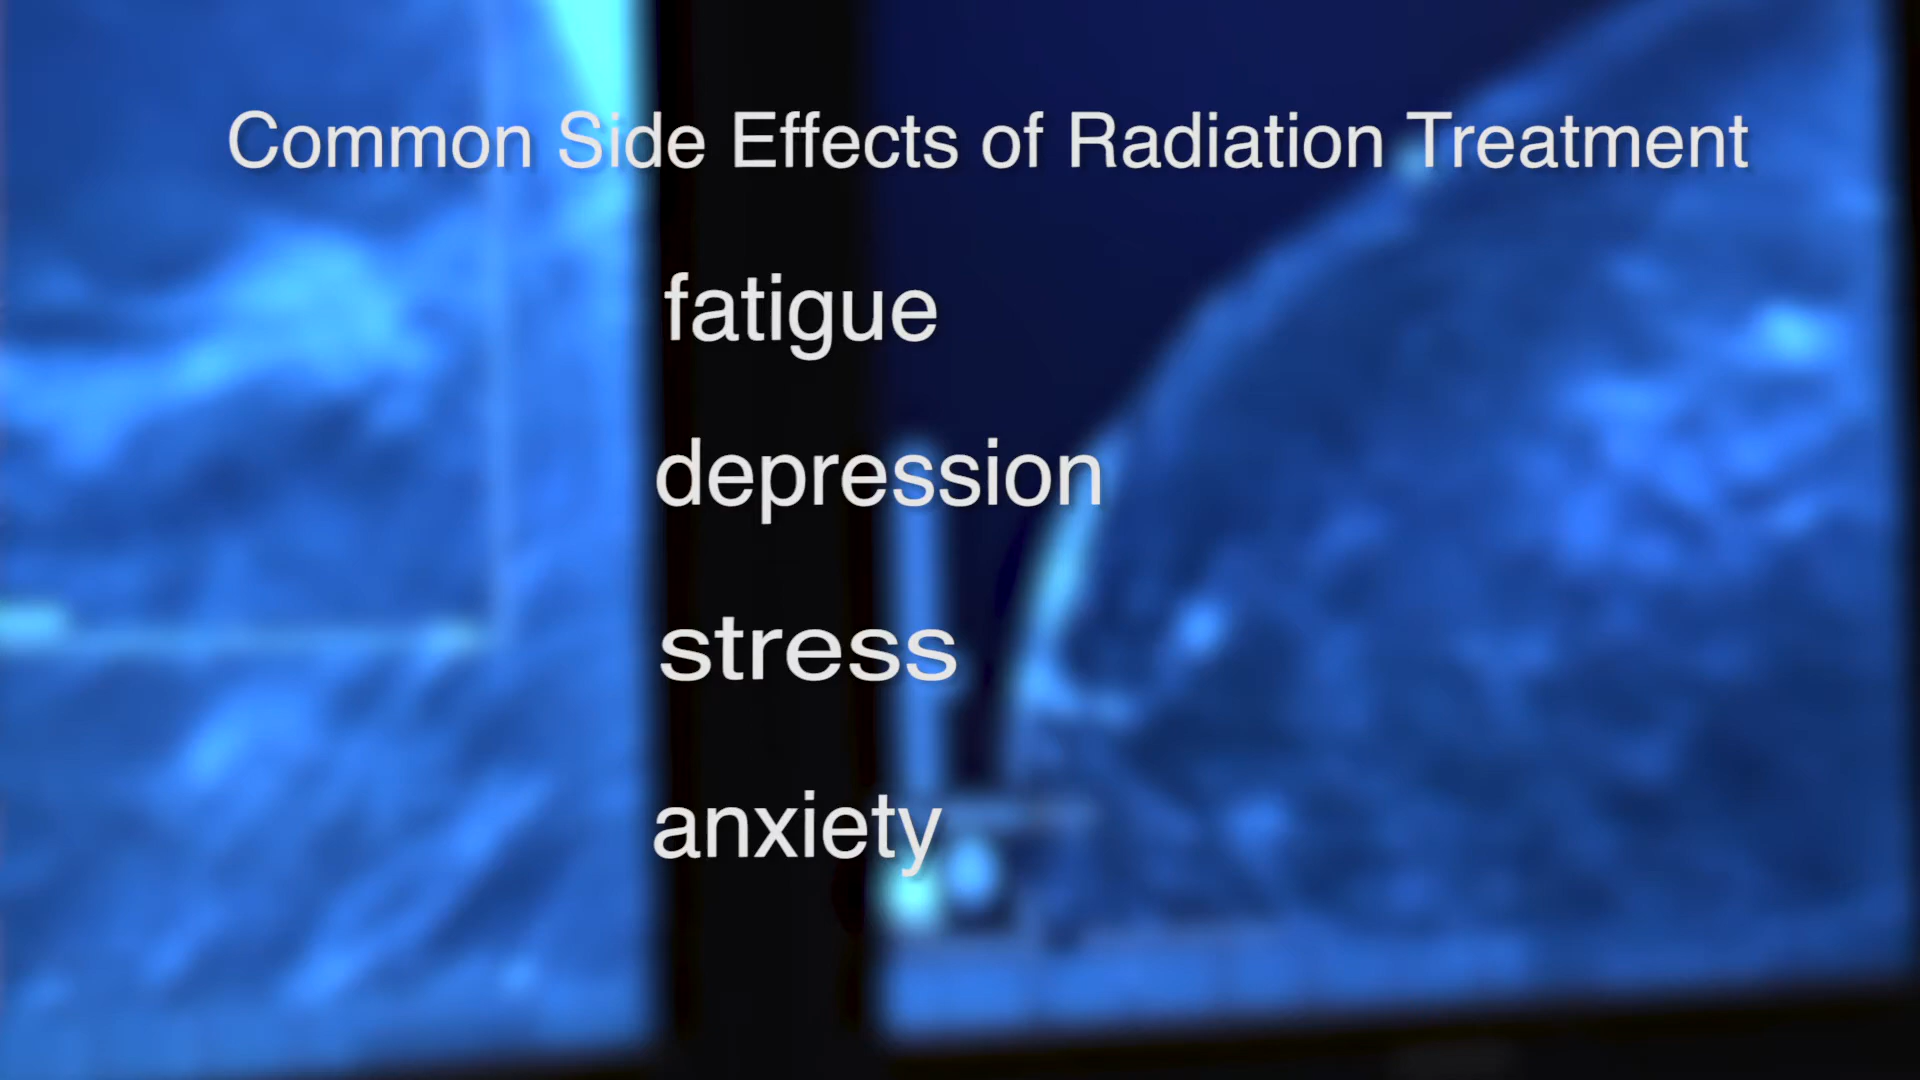 Common Side Effects of Radiation Treatment
fatigue
depression
stress
anxiety